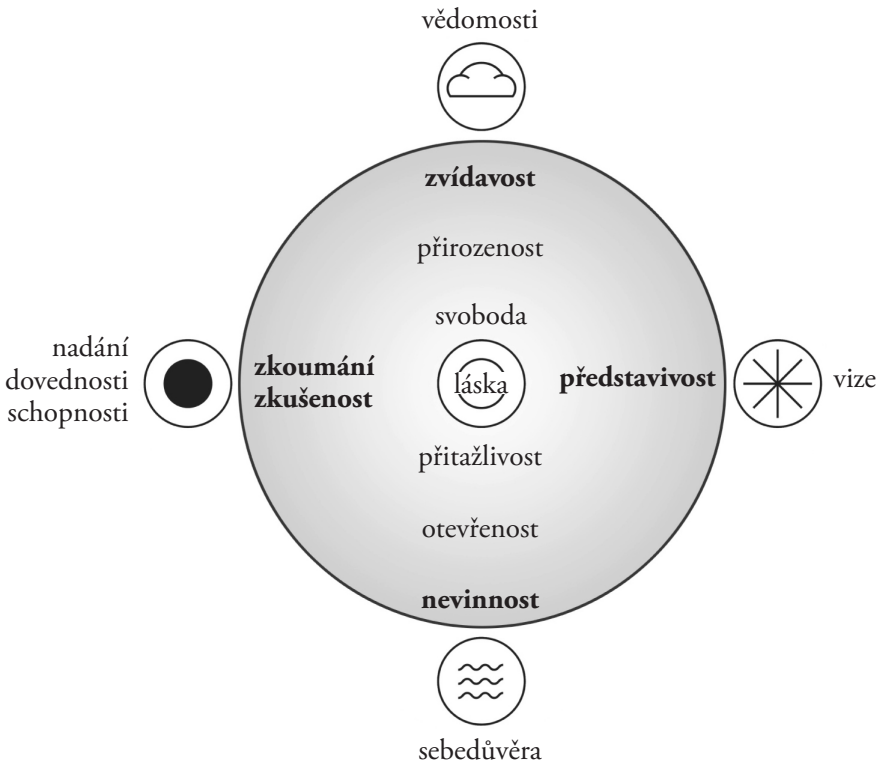 vědomosti
zvídavost
přirozenost
svoboda
nadání
dovednosti
schopnosti
zkoumání
zkušenost
láska
představivost
vize
přitažlivost
otevřenost
nevinnost
sebedůvěra